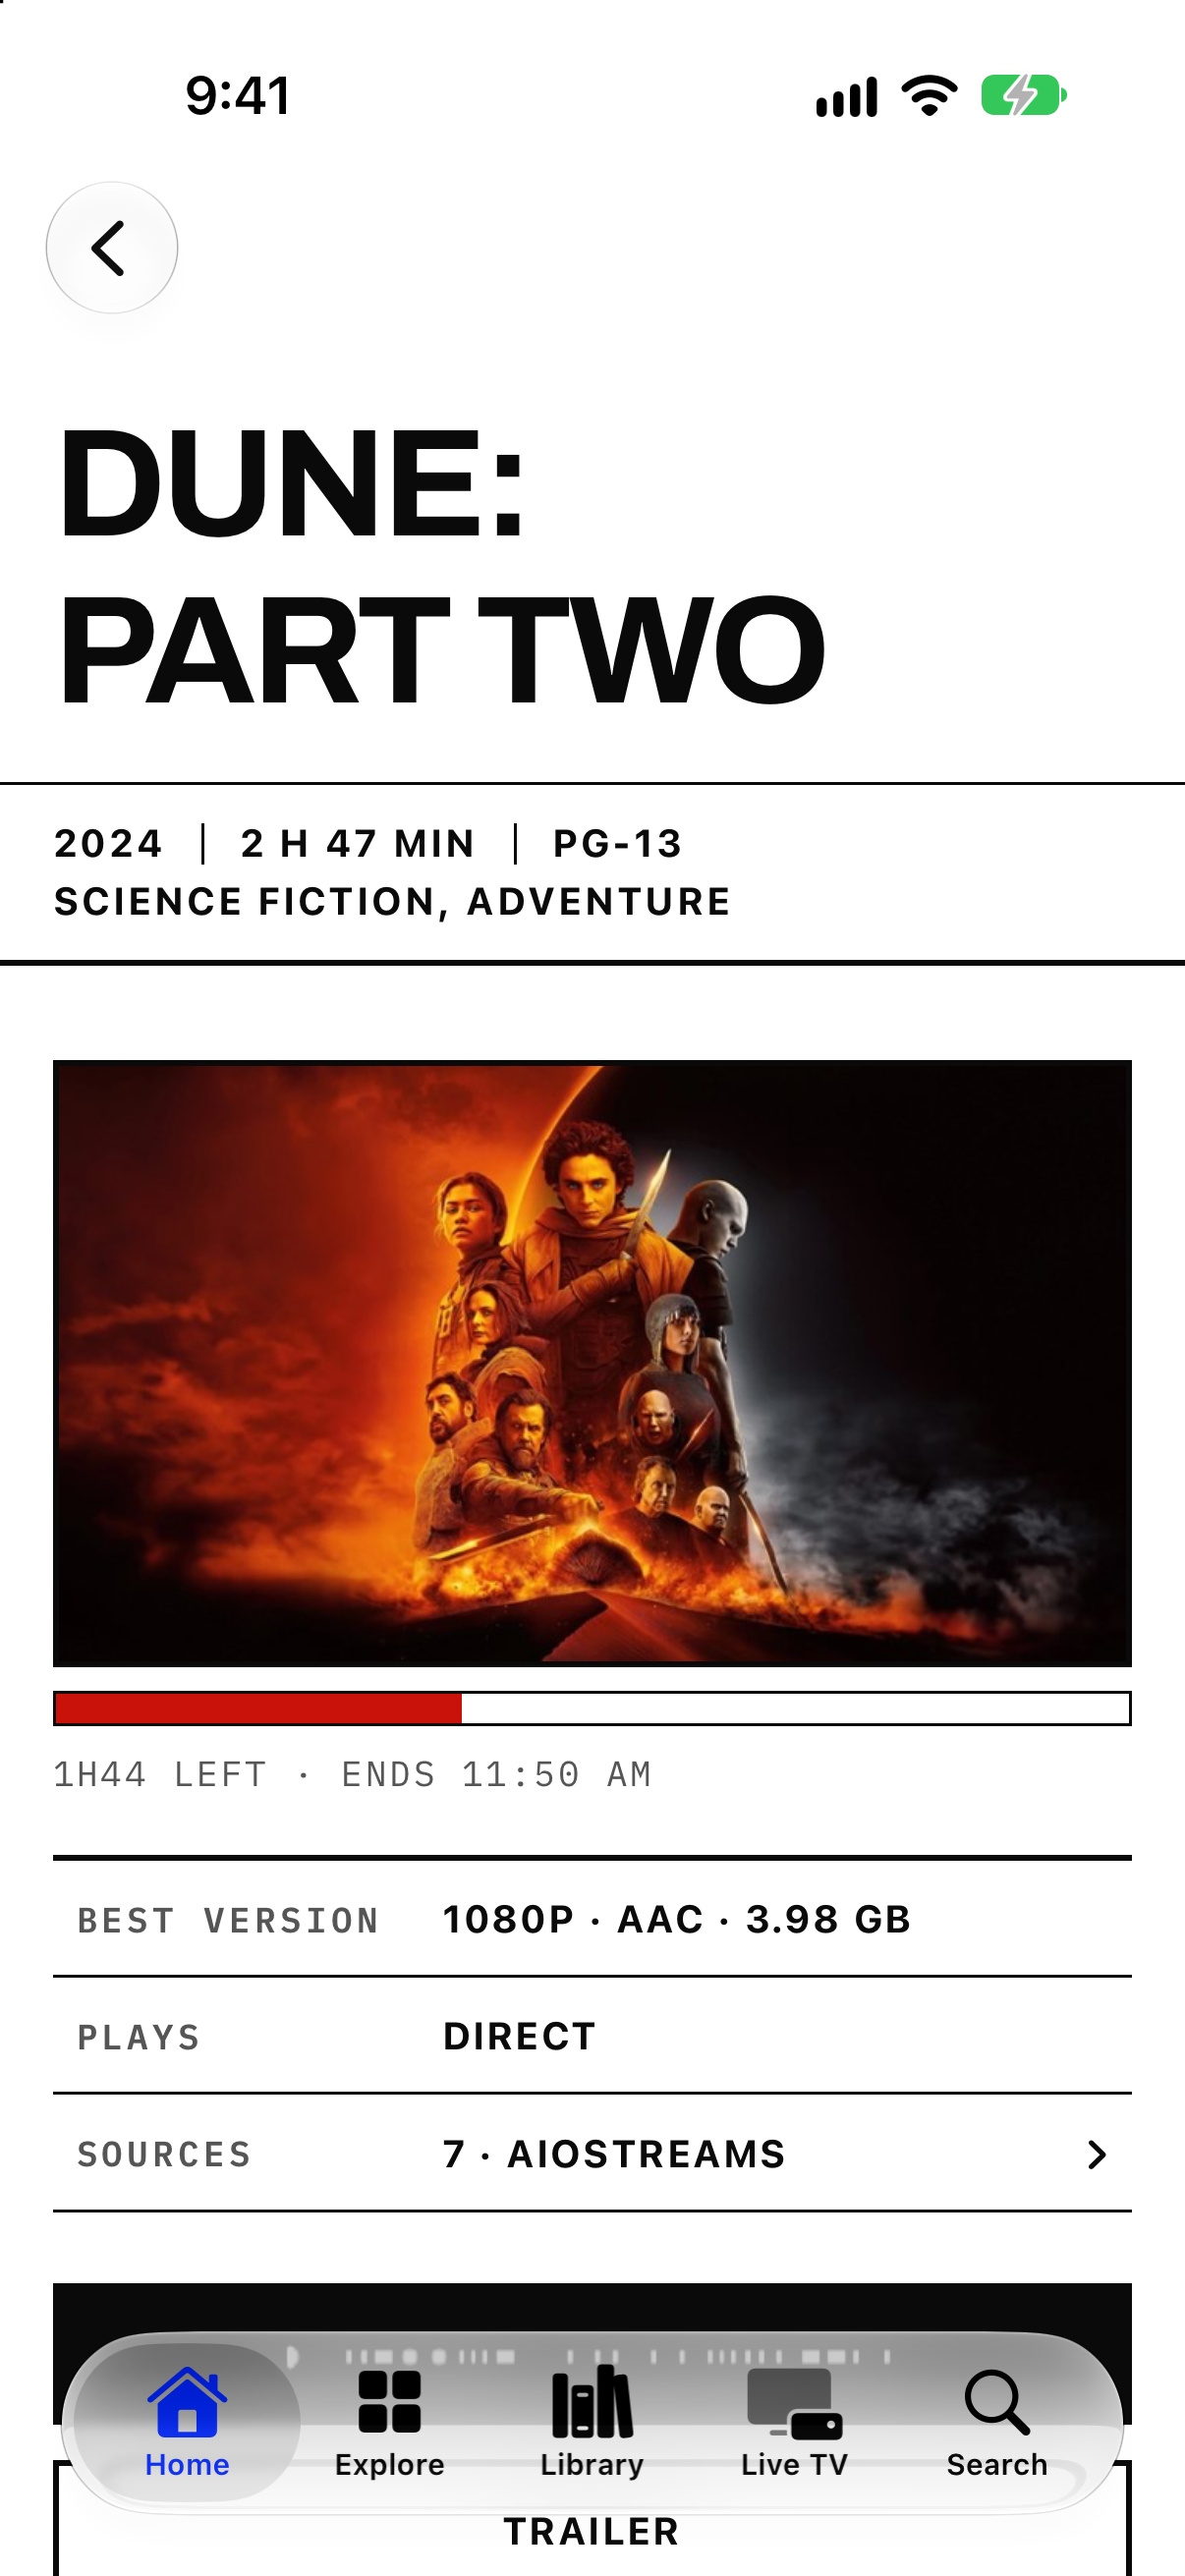 9:41
DUNE:
PART TWO
2024 | 2 H 47 MIN | PG-13
SCIENCE FICTION, ADVENTURE
1H44 LEFT · ENDS 11:50 AM
BEST VERSION 1080P · AAC · 3.98 GB
PLAYS DIRECT
SOURCES 7 · AIOSTREAMS
Home Explore Library Live TV Search
TRAILER